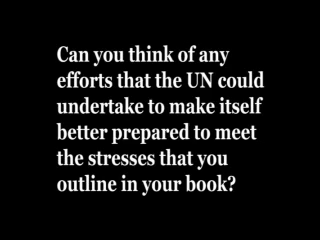 Can you think of any
efforts that the UN could
undertake to make itself
better prepared to meet
the stresses that you
outline in your book?